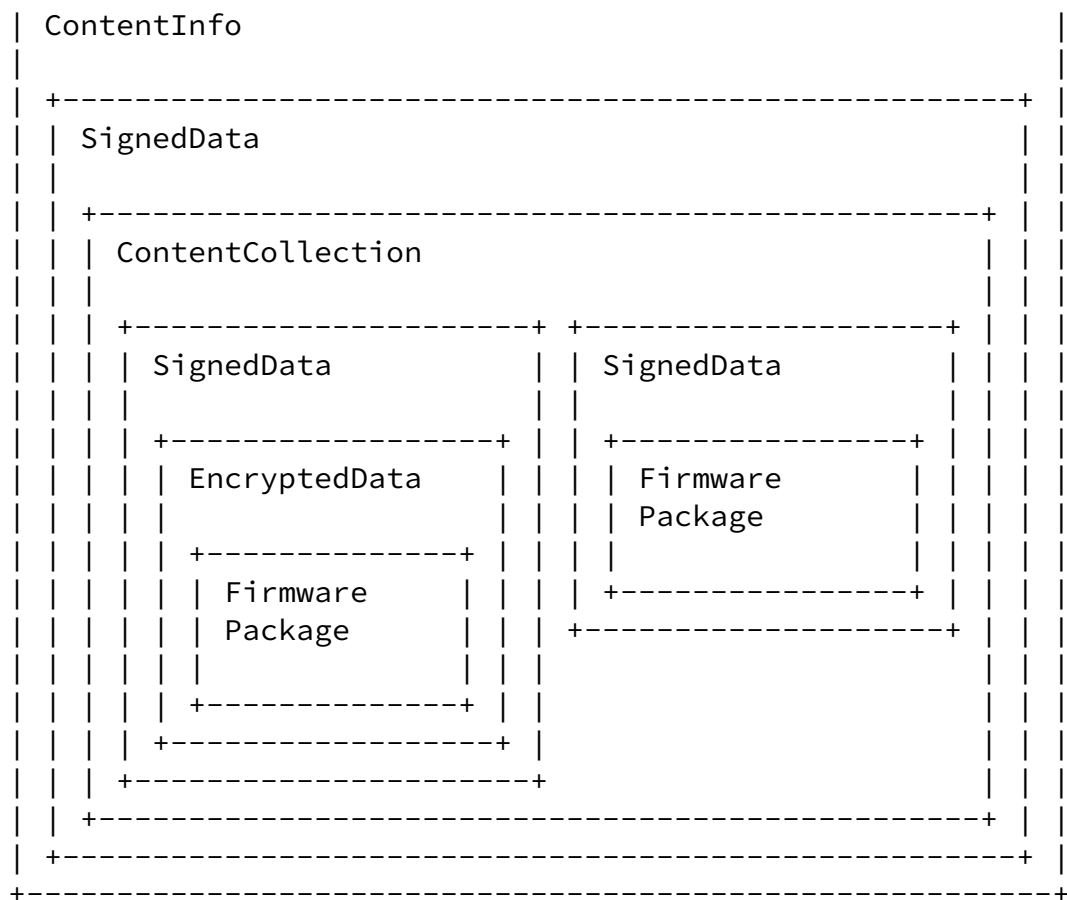 ContentInfo
SignedData
ContentCollection
SignedData SignedData
EncryptedData Firmware
Package
Firmware
Package